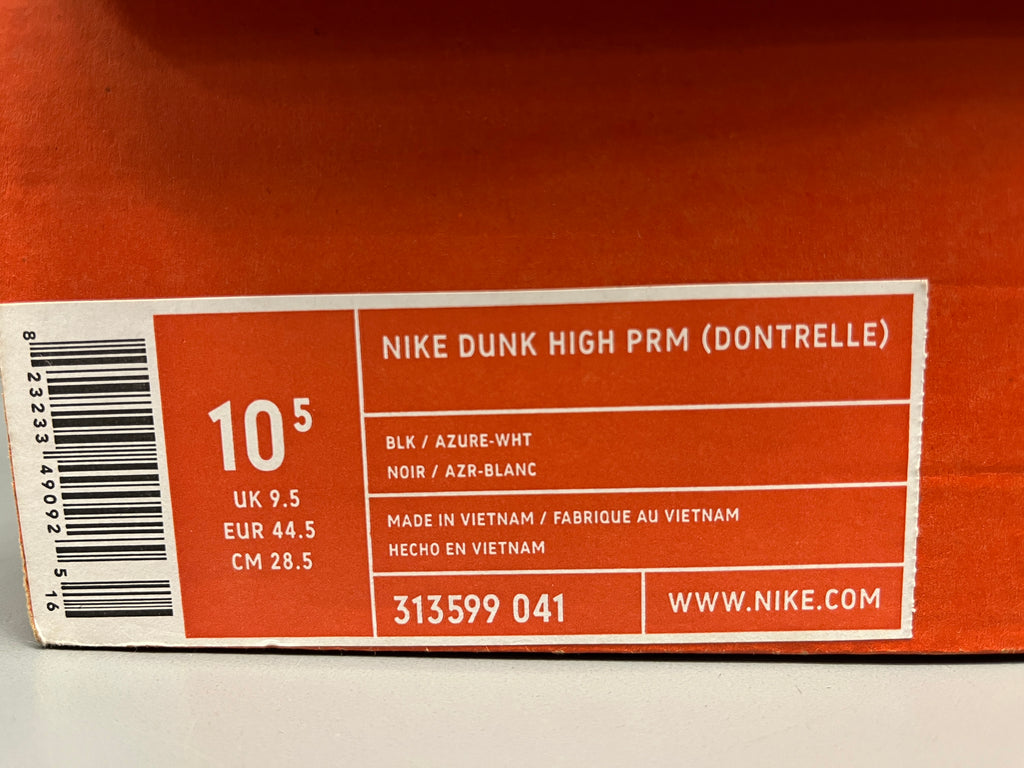 8 23233 49092 5 16
10⁵
UK 9.5
EUR 44.5
CM 28.5
NIKE DUNK HIGH PRM (DONTRELLE)
BLK / AZURE-WHT
NOIR / AZR-BLANC
MADE IN VIETNAM / FABRIQUE AU VIETNAM
HECHO EN VIETNAM
313599 041
WWW.NIKE.COM